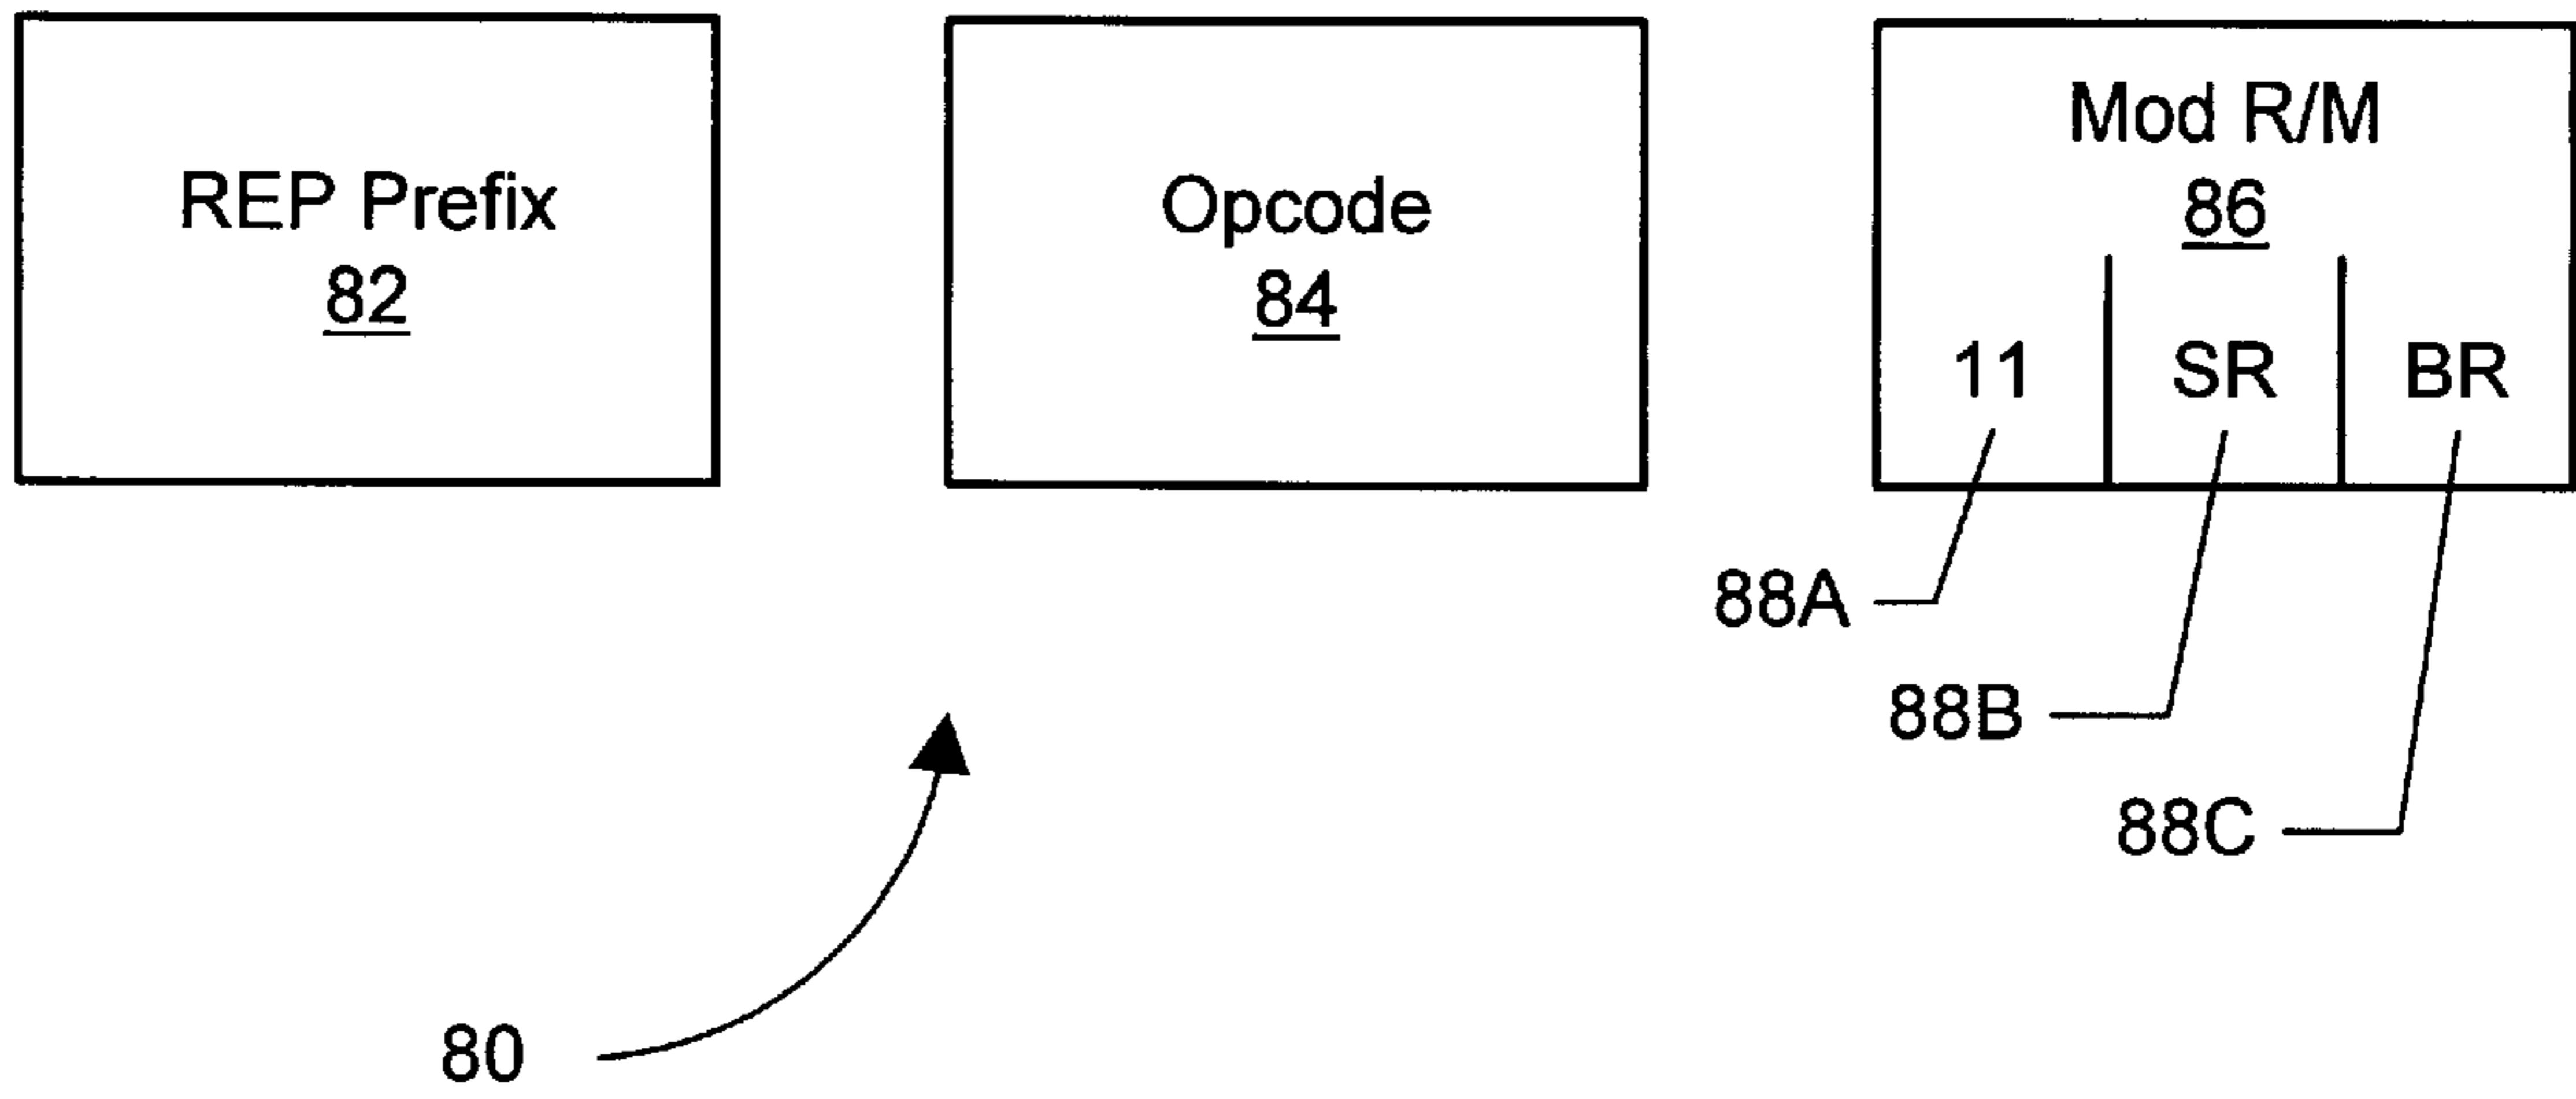 REP Prefix
82
Opcode
84
Mod R/M
86
11 SR BR
88A
88B
88C
80